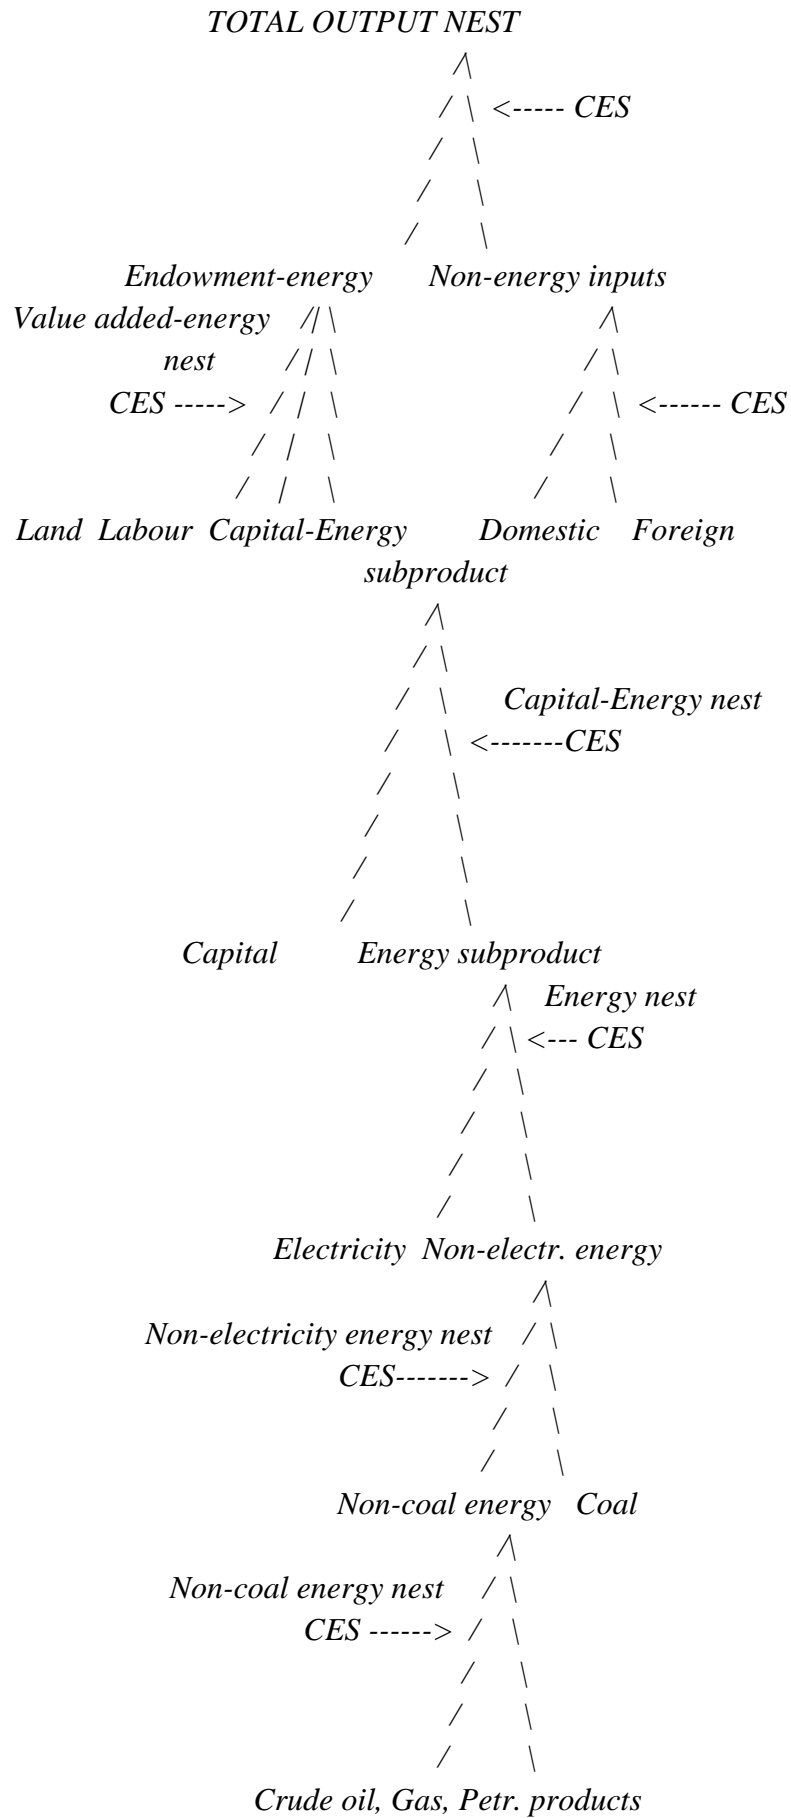 TOTAL OUTPUT NEST
/\
/ \ <----- CES
/ \
/ \
/ \
Endowment-energy Non-energy inputs
Value added-energy //\ /\
nest / / \ / \
CES -----> / / \ / \ <------ CES
/ / \ / \
/ / \ / \
Land Labour Capital-Energy Domestic Foreign
subproduct
/\
/ \
/ \ Capital-Energy nest
/ \ <-------CES
/ \
/ \
/ \
/ \
Capital Energy subproduct
/\ Energy nest
/ \ <--- CES
/ \
/ \
/ \
/ \
Electricity Non-electr. energy
/\
Non-electricity energy nest / \
CES-------> / \
/ \
/ \
Non-coal energy Coal
/\
Non-coal energy nest / \
CES ------> / \
/ \
/ \
/ \
Crude oil, Gas, Petr. products